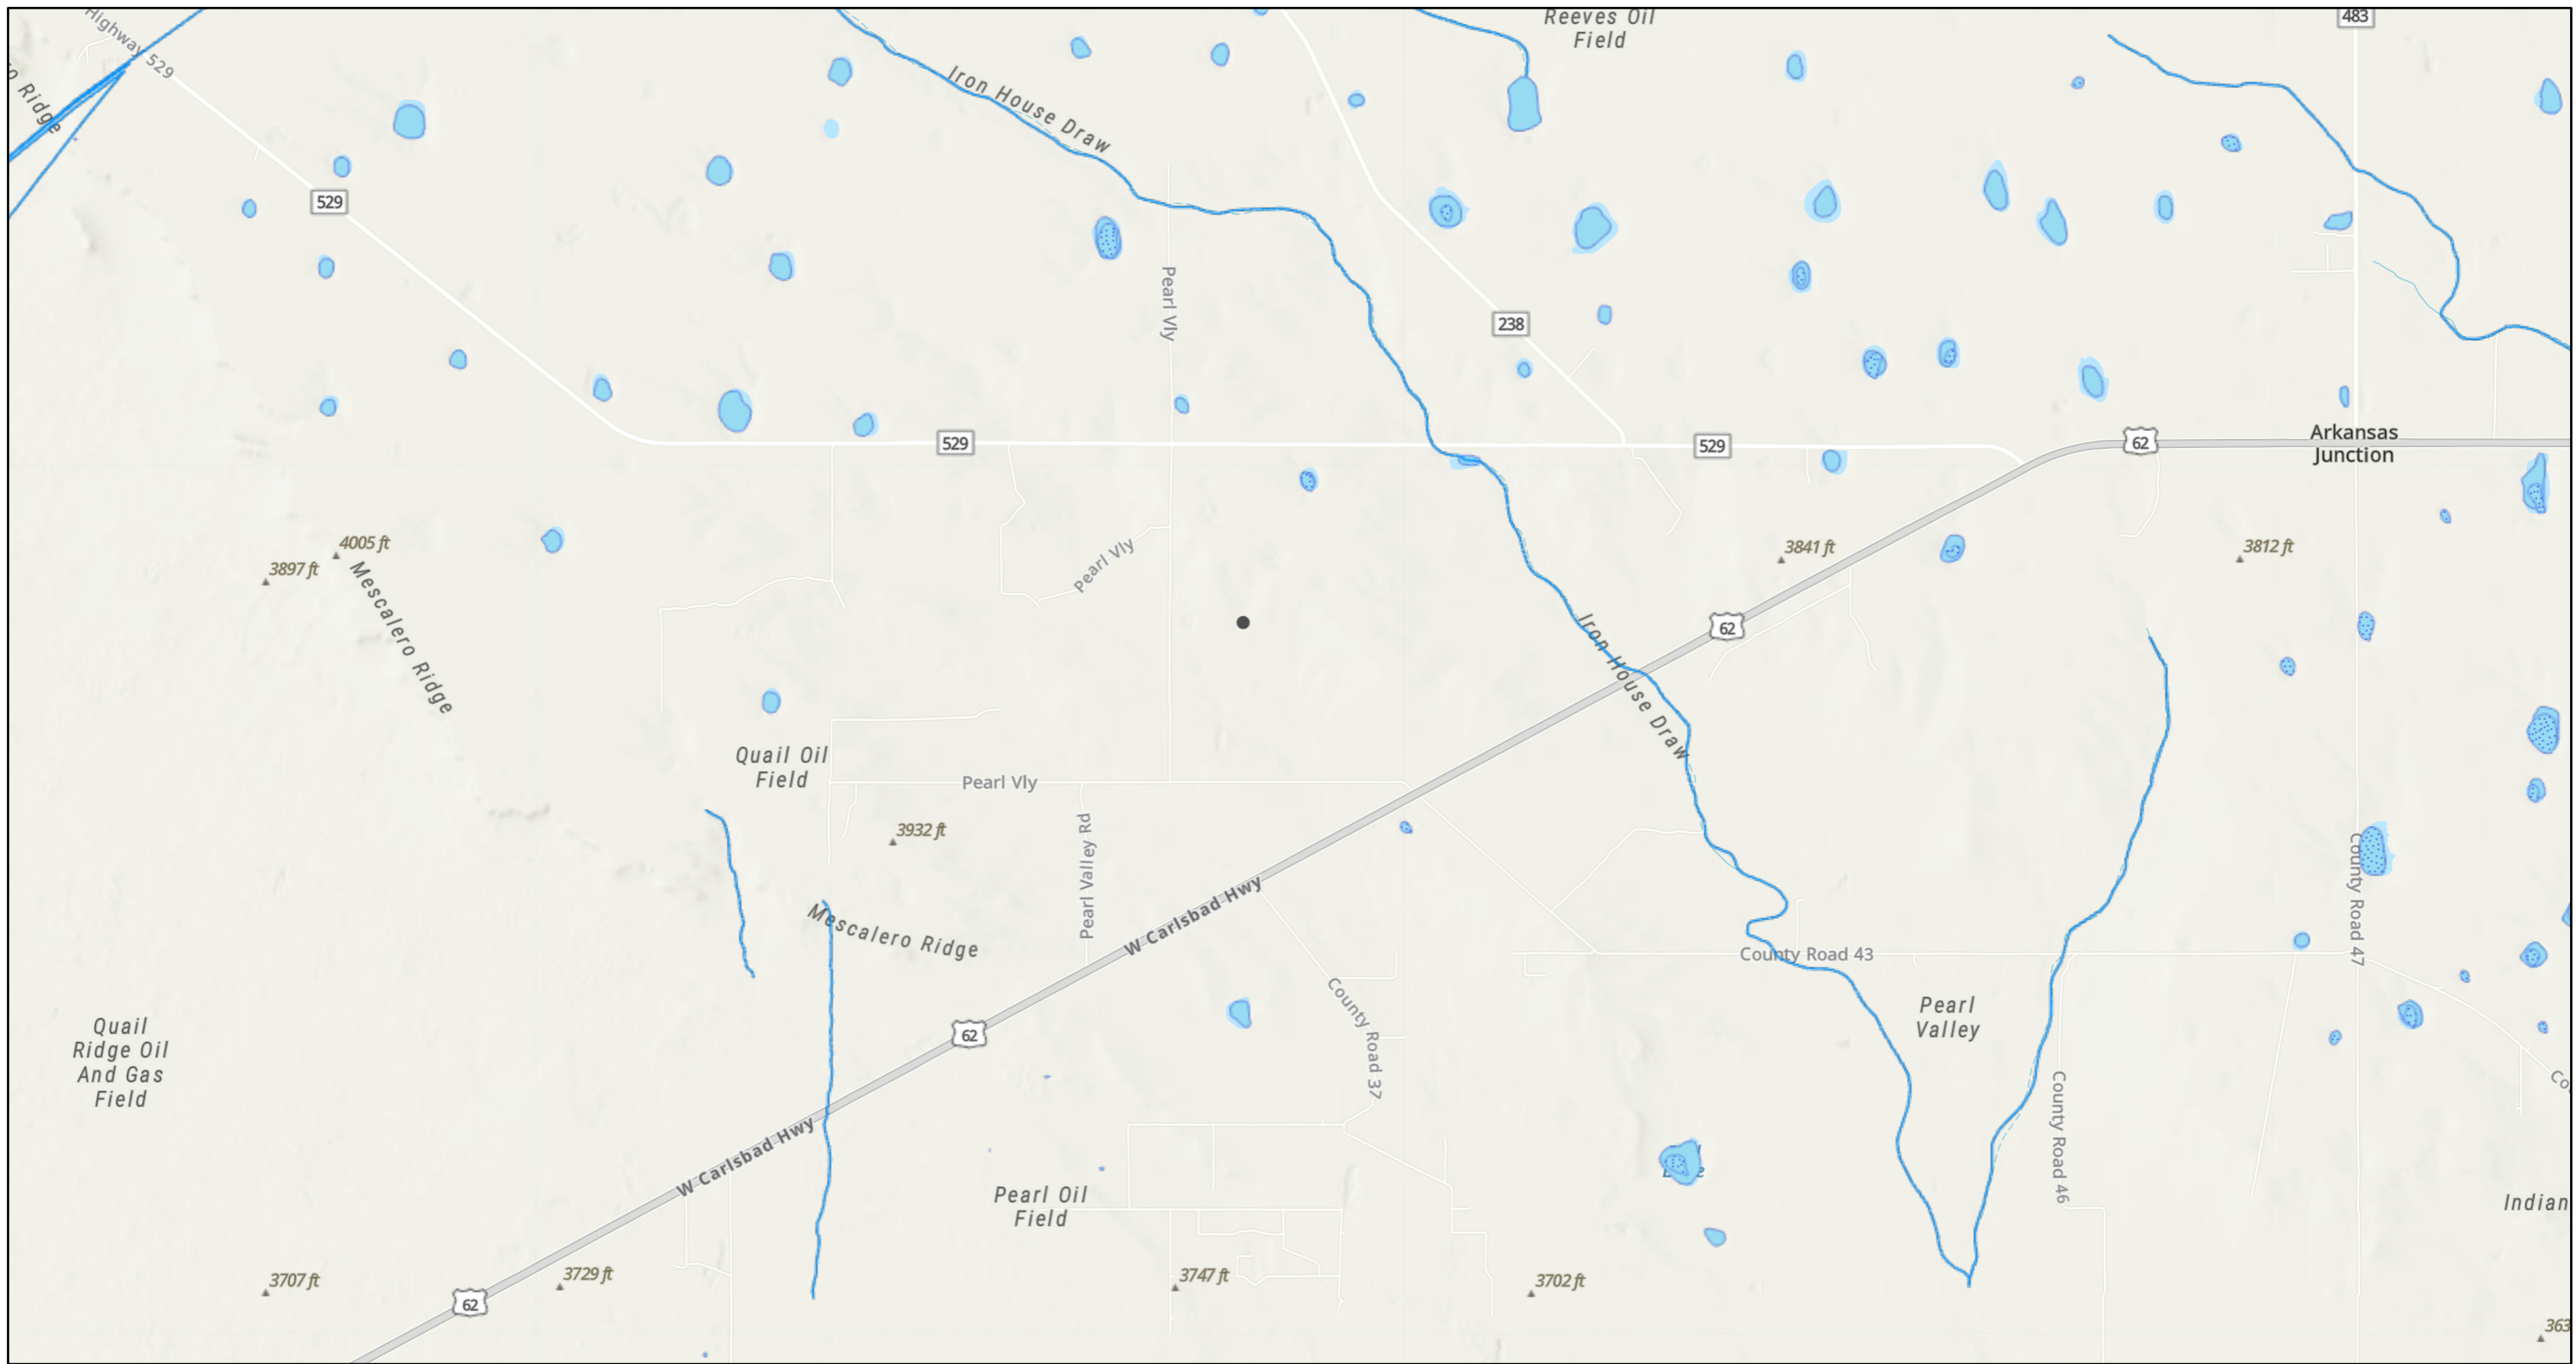 Highway 529
Ridge
Reeves Oil
Field
483
Iron House Draw
529
Pearl Vly
238
529
529
62
Arkansas
Junction
4005 ft
3897 ft
Mescalero Ridge
Pearl Vly
3841 ft
3812 ft
62
Iron House Draw
Quail Oil
Field
Pearl Vly
3932 ft
Pearl Valley Rd
W Carlsbad Hwy
Mescalero Ridge
County Road 43
County Road 47
County Road 37
Pearl
Valley
Quail
Ridge Oil
And Gas
Field
62
W Carlsbad Hwy
County Road 46
Pearl Oil
Field
Indian
3707 ft
3729 ft
3747 ft
3702 ft
62
363